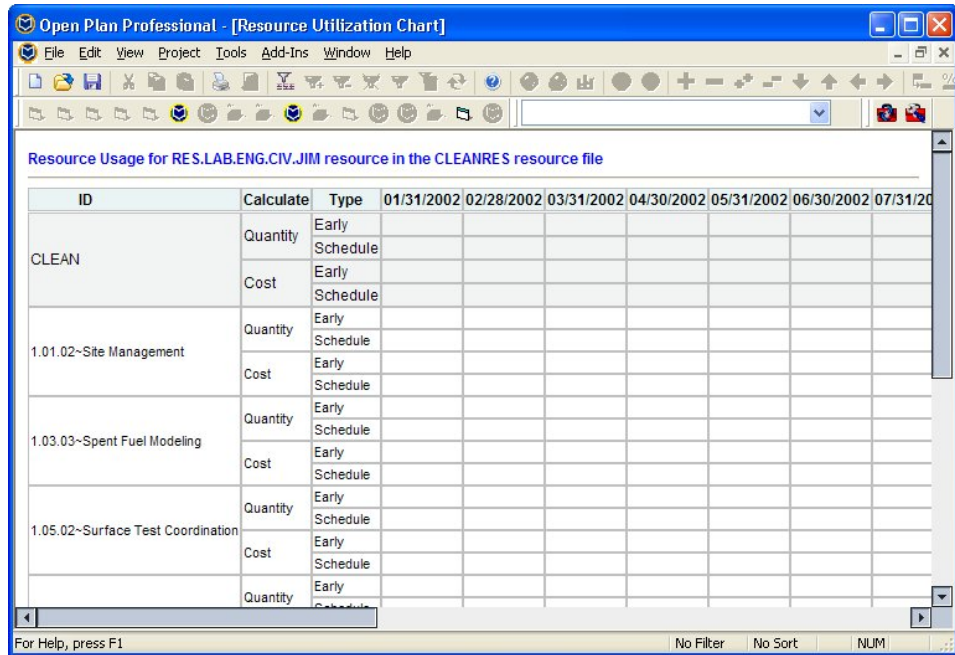 Open Plan Professional - [Resource Utilization Chart]
File Edit View Project Tools Add-Ins Window Help
Resource Usage for RES.LAB.ENG.CIV.JIM resource in the CLEANRES resource file
ID Calculate Type 01/31/2002 02/28/2002 03/31/2002 04/30/2002 05/31/2002 06/30/2002 07/31/20
CLEAN Quantity Early
Schedule
Cost Early
Schedule
1.01.02~Site Management Quantity Early
Schedule
Cost Early
Schedule
1.03.03~Spent Fuel Modeling Quantity Early
Schedule
Cost Early
Schedule
1.05.02~Surface Test Coordination Quantity Early
Schedule
Cost Early
Schedule
Quantity Early
Schedule
For Help, press F1 No Filter No Sort NUM